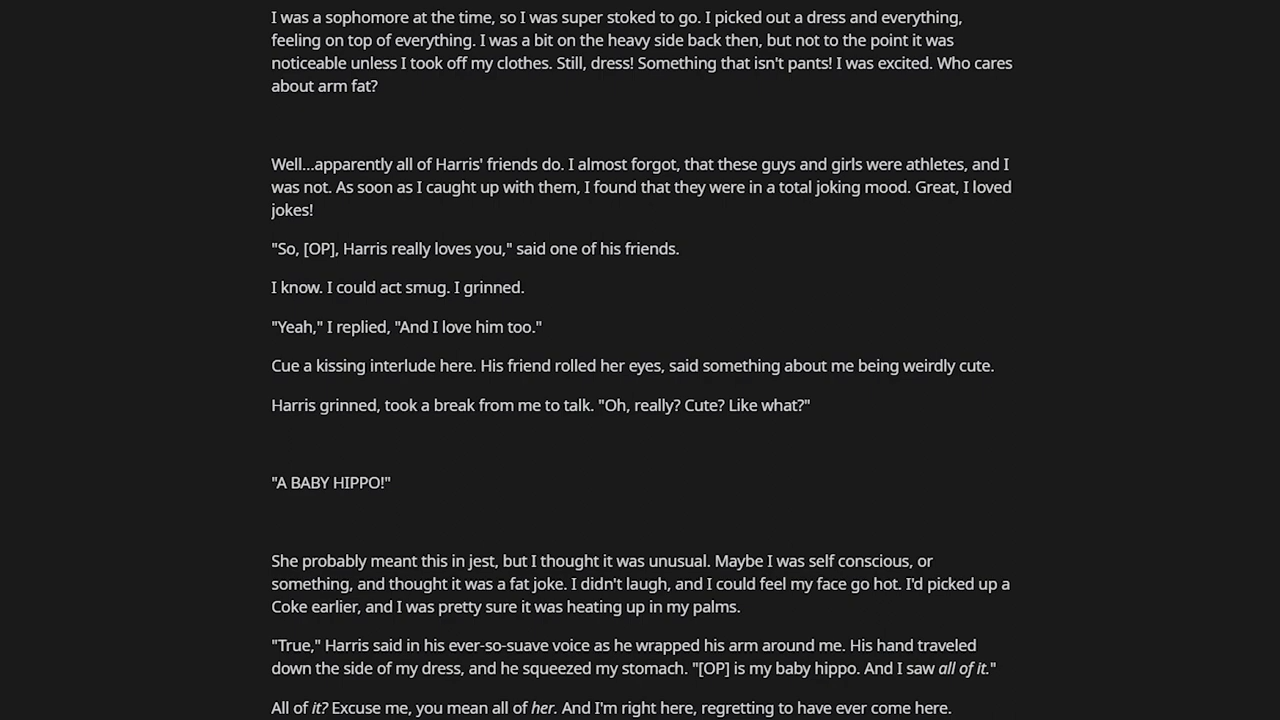 I was a sophomore at the time, so I was super stoked to go. I picked out a dress and everything,
feeling on top of everything. I was a bit on the heavy side back then, but not to the point it was
noticeable unless I took off my clothes. Still, dress! Something that isn't pants! I was excited. Who cares
about arm fat?
Well...apparently all of Harris' friends do. I almost forgot, that these guys and girls were athletes, and I
was not. As soon as I caught up with them, I found that they were in a total joking mood. Great, I loved
jokes!
"So, [OP], Harris really loves you," said one of his friends.
I know. I could act smug. I grinned.
"Yeah," I replied, "And I love him too."
Cue a kissing interlude here. His friend rolled her eyes, said something about me being weirdly cute.
Harris grinned, took a break from me to talk. "Oh, really? Cute? Like what?"
"A BABY HIPPO!"
She probably meant this in jest, but I thought it was unusual. Maybe I was self conscious, or
something, and thought it was a fat joke. I didn't laugh, and I could feel my face go hot. I'd picked up a
Coke earlier, and I was pretty sure it was heating up in my palms.
"True," Harris said in his ever-so-suave voice as he wrapped his arm around me. His hand traveled
down the side of my dress, and he squeezed my stomach. "[OP] is my baby hippo. And I saw all of it."
All of it? Excuse me, you mean all of her. And I'm right here, regretting to have ever come here.